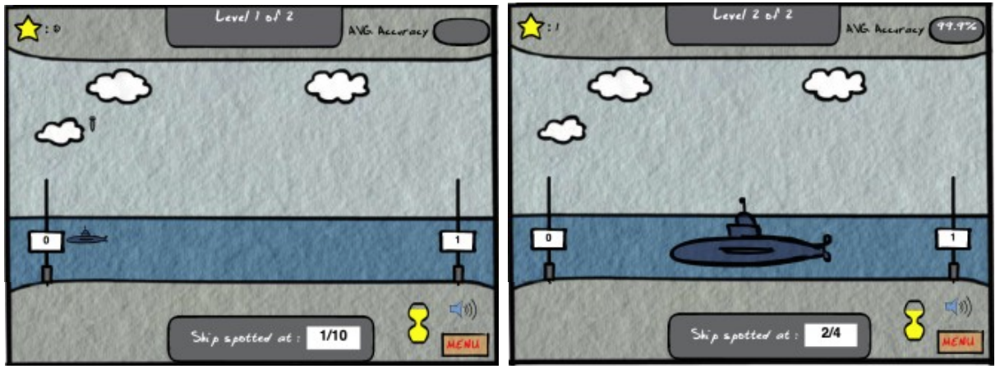 Level 1 of 2
: 0
AVG. Accuracy
0
1
Ship spotted at : 1/10
MENU
Level 2 of 2
: 1
AVG. Accuracy 99.9%
0
1
Ship spotted at : 2/4
MENU